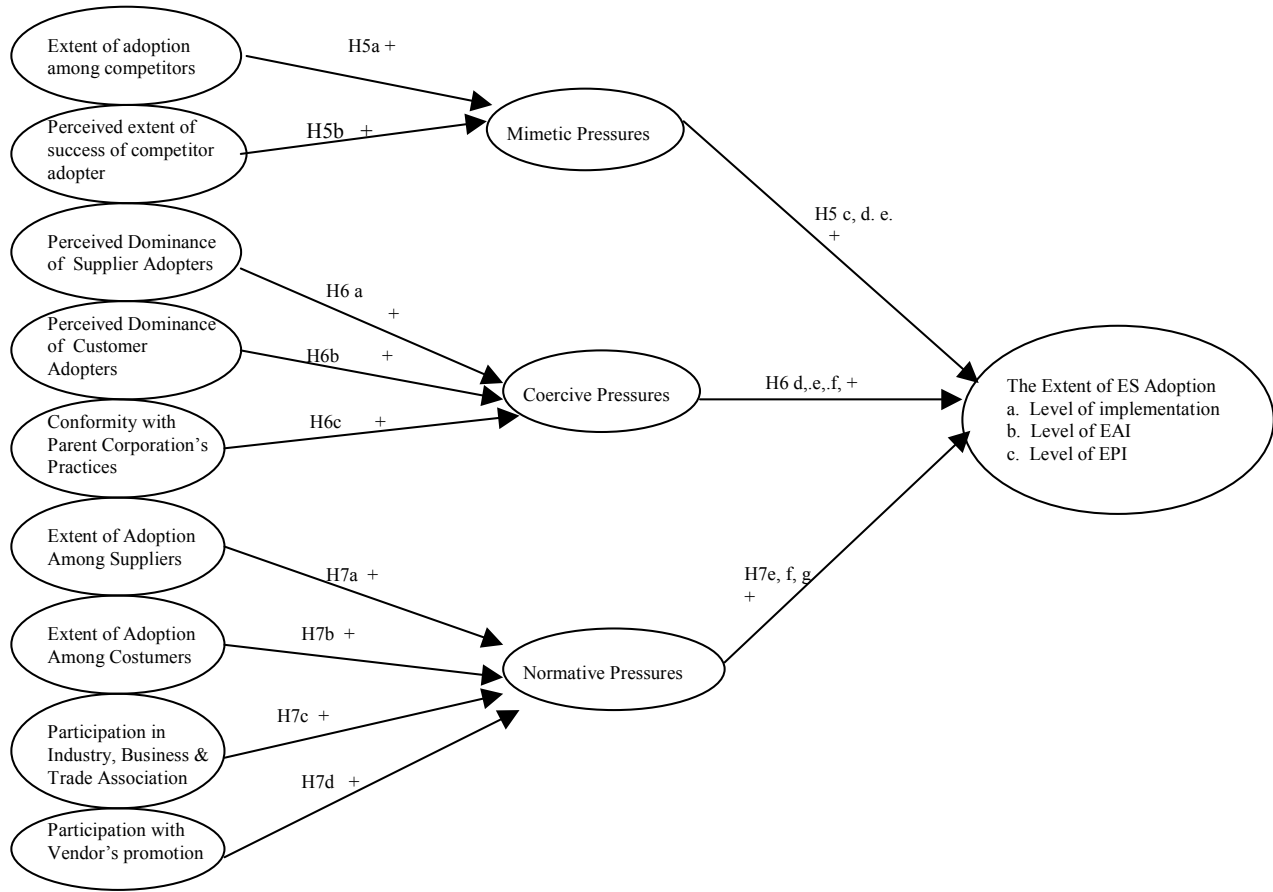 Extent of adoption
among competitors
H5a +
Perceived extent of
success of competitor
adopter
H5b +
Mimetic Pressures
H5 c, d. e.
+
Perceived Dominance
of Supplier Adopters
H6 a
+
Perceived Dominance
of Customer
Adopters
H6b +
Conformity with
Parent Corporation's
Practices
H6c +
Coercive Pressures
H6 d,.e,.f, +
The Extent of ES Adoption
a. Level of implementation
b. Level of EAI
c. Level of EPI
Extent of Adoption
Among Suppliers
H7a +
Extent of Adoption
Among Costumers
H7b +
Participation in
Industry, Business &
Trade Association
H7c +
Participation with
Vendor's promotion
H7d +
Normative Pressures
H7e, f, g
+